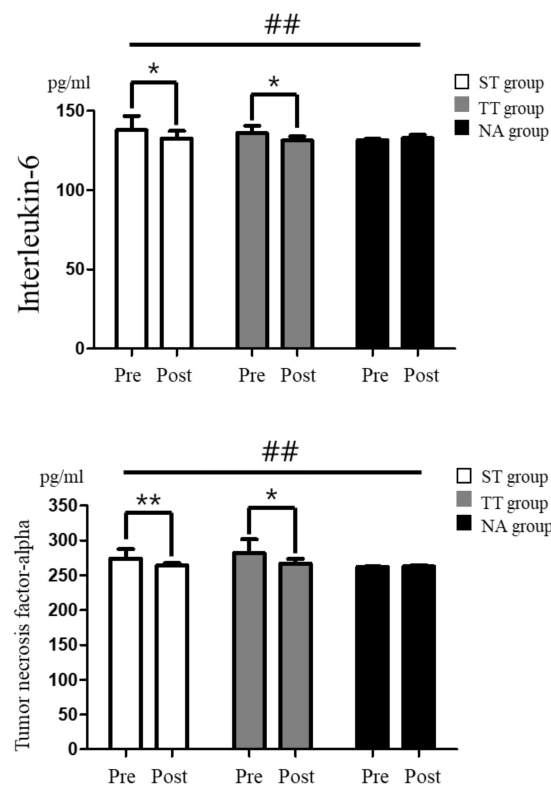 ##
pg/ml
* *
ST group
TT group
NA group
150
100
50
0
Interleukin-6
Pre Post Pre Post Pre Post
##
pg/ml
** *
ST group
TT group
NA group
350
300
250
200
150
100
50
0
Tumor necrosis factor-alpha
Pre Post Pre Post Pre Post